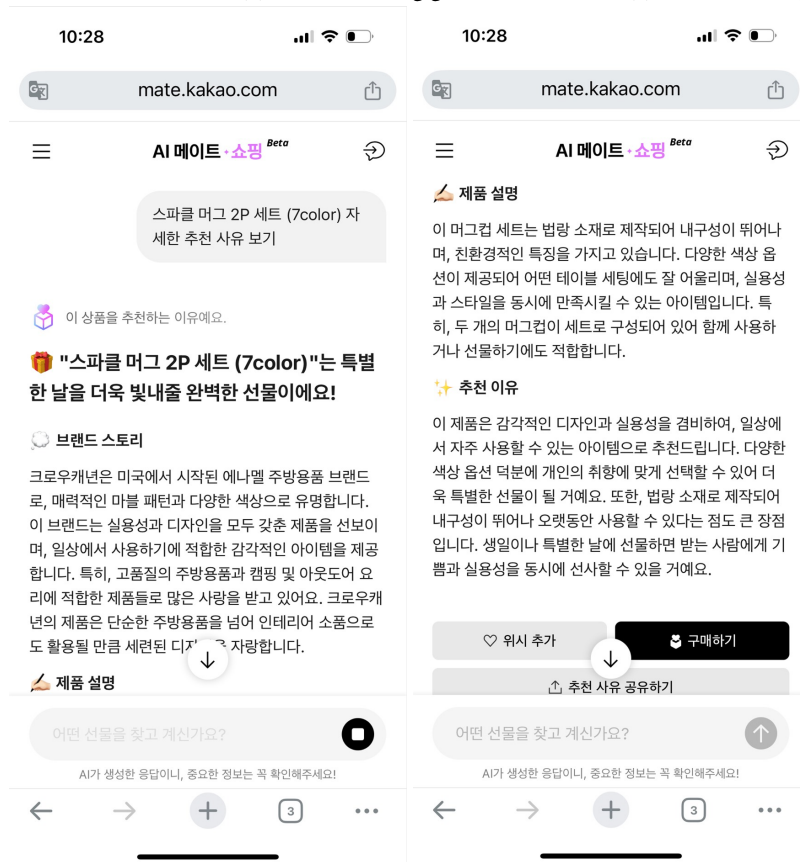 10:28
mate.kakao.com
AI 메이트·쇼핑 Beta
스파클 머그 2P 세트 (7color) 자
세한 추천 사유 보기
이 상품을 추천하는 이유예요.
"스파클 머그 2P 세트 (7color)"는 특별
한 날을 더욱 빛내줄 완벽한 선물이에요!
브랜드 스토리
크로우캐년은 미국에서 시작된 에나멜 주방용품 브랜드
로, 매력적인 마블 패턴과 다양한 색상으로 유명합니다.
이 브랜드는 실용성과 디자인을 모두 갖춘 제품을 선보이
며, 일상에서 사용하기에 적합한 감각적인 아이템을 제공
합니다. 특히, 고품질의 주방용품과 캠핑 및 아웃도어 요
리에 적합한 제품들로 많은 사랑을 받고 있어요. 크로우캐
년의 제품은 단순한 주방용품을 넘어 인테리어 소품으로
도 활용될 만큼 세련된 자랑합니다.
제품 설명
어떤 선물을 찾고 계신가요?
AI가 생성한 응답이니, 중요한 정보는 꼭 확인해주세요!
3
10:28
mate.kakao.com
AI 메이트·쇼핑 Beta
제품 설명
이 머그컵 세트는 법랑 소재로 제작되어 내구성이 뛰어나
며, 친환경적인 특징을 가지고 있습니다. 다양한 색상 옵
션이 제공되어 어떤 테이블 세팅에도 잘 어울리며, 실용성
과 스타일을 동시에 만족시킬 수 있는 아이템입니다. 특
히, 두 개의 머그컵이 세트로 구성되어 있어 함께 사용하
거나 선물하기에도 적합합니다.
추천 이유
이 제품은 감각적인 디자인과 실용성을 겸비하여, 일상에
서 자주 사용할 수 있는 아이템으로 추천드립니다. 다양한
색상 옵션 덕분에 개인의 취향에 맞게 선택할 수 있어 더
욱 특별한 선물이 될 거예요. 또한, 법랑 소재로 제작되어
내구성이 뛰어나 오랫동안 사용할 수 있다는 점도 큰 장점
입니다. 생일이나 특별한 날에 선물하면 받는 사람에게 기
쁨과 실용성을 동시에 선사할 수 있을 거예요.
위시 추가
구매하기
추천 사유 공유하기
어떤 선물을 찾고 계신가요?
AI가 생성한 응답이니, 중요한 정보는 꼭 확인해주세요!
3